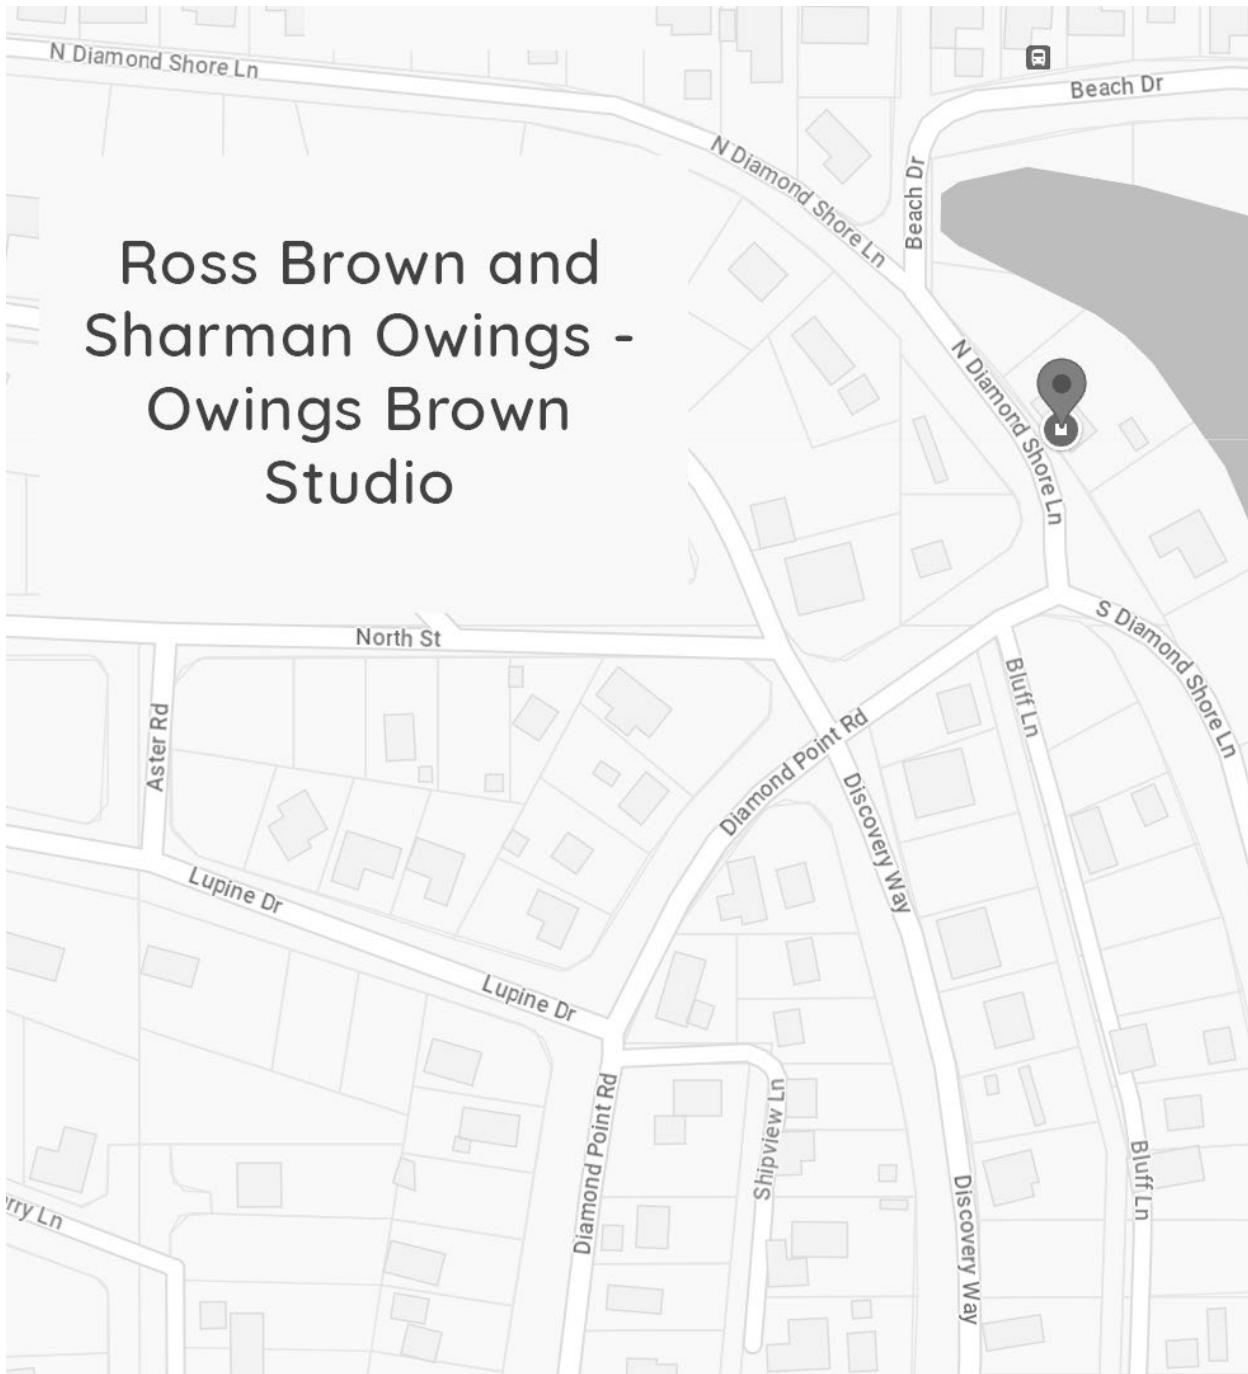 N Diamond Shore Ln
Beach Dr
N Diamond Shore Ln
Beach Dr
Ross Brown and
Sharman Owings -
Owings Brown
Studio
N Diamond Shore Ln
S Diamond Shore Ln
North St
Bluff Ln
Aster Rd
Diamond Point Rd
Discovery Way
Lupine Dr
Lupine Dr
Diamond Point Rd
Shipview Ln
Bluff Ln
rry Ln
Discovery Way